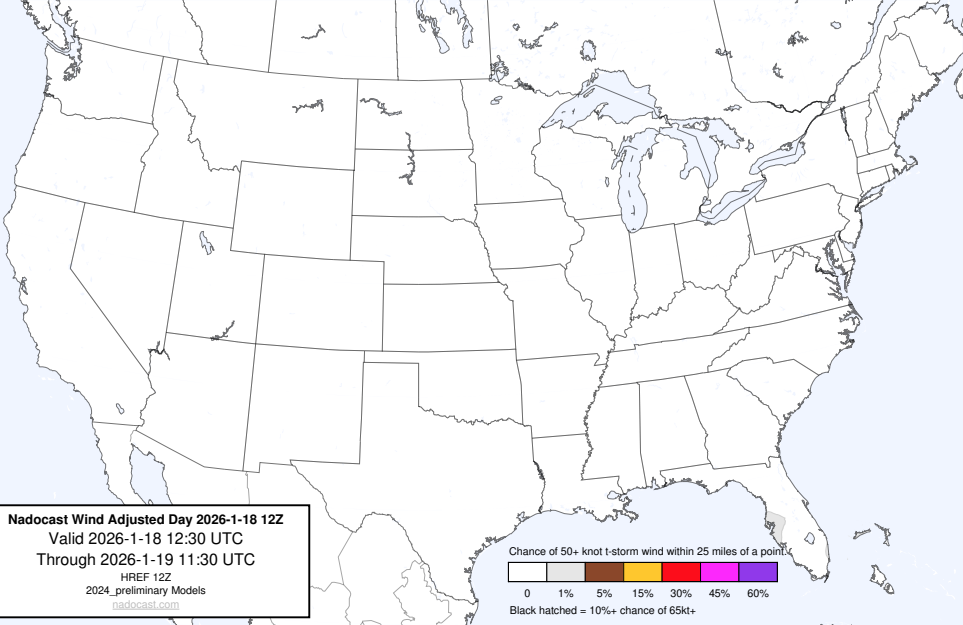 Nadocast Wind Adjusted Day 2026-1-18 12Z
Valid 2026-1-18 12:30 UTC
Through 2026-1-19 11:30 UTC
HREF 12Z
2024_preliminary Models
nadocast.com
Chance of 50+ knot t-storm wind within 25 miles of a point.
0 1% 5% 15% 30% 45% 60%
Black hatched = 10%+ chance of 65kt+